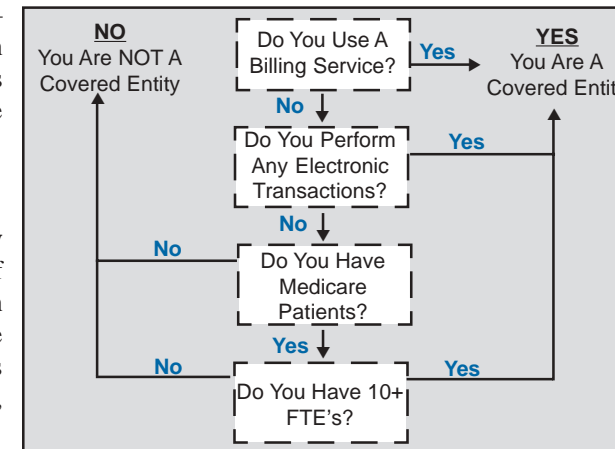 NO
You Are NOT A
Covered Entity
Do You Use A
Billing Service?
Yes
YES
You Are A
Covered Entit
No
Do You Perform
Any Electronic
Transactions?
Yes
No
No
Do You Have
Medicare
Patients?
Yes
No
Do You Have 10+
FTE's?
Yes